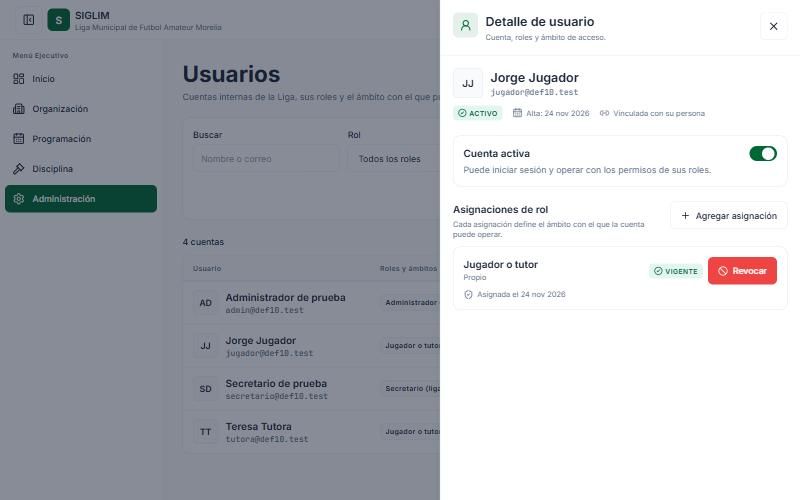 S
SIGLIM
Liga Municipal de Futbol Amateur Morelia
Menú Ejecutivo
Inicio
Organización
Programación
Disciplina
Administración
Usuarios
Cuentas internas de la Liga, sus roles y el ámbito con el que
Buscar
Rol
Nombre o correo
Todos los roles
4 cuentas
Usuario
Roles y ámbitos
AD
Administrador de prueba
admin@def10.test
Administrador
JJ
Jorge Jugador
jugador@def10.test
Jugador o tutor
SD
Secretario de prueba
secretario@def10.test
Secretario (liga
TT
Teresa Tutora
tutora@def10.test
Jugador o tutor
Detalle de usuario
Cuenta, roles y ámbito de acceso.
JJ
Jorge Jugador
jugador@def10.test
ACTIVO
Alta: 24 nov 2026
Vinculada con su persona
Cuenta activa
Puede iniciar sesión y operar con los permisos de sus roles.
Asignaciones de rol
Cada asignación define el ámbito con el que la cuenta
puede operar.
Agregar asignación
Jugador o tutor
Propio
VIGENTE
Revocar
Asignada el 24 nov 2026